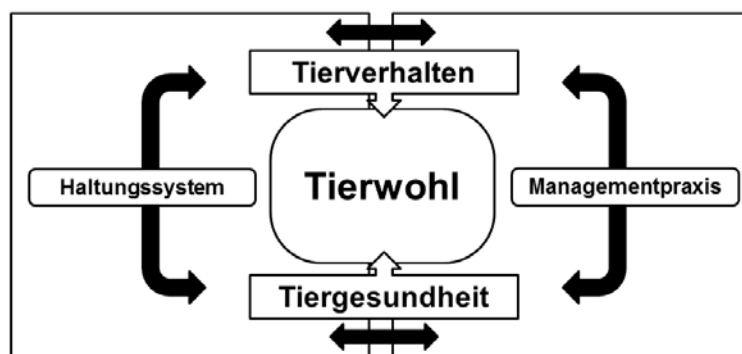 Tierverhalten
Haltungssystem
Tierwohl
Managementpraxis
Tiergesundheit